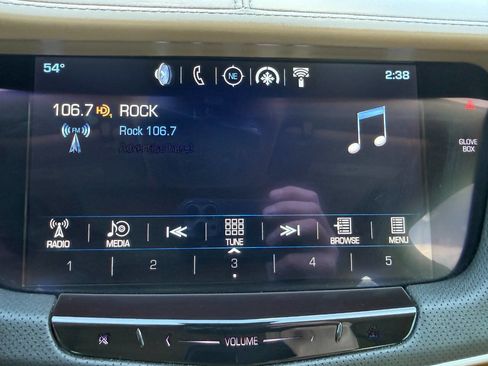 54° NE 2:38
106.7 HD ROCK
FM Rock 106.7
GLOVE BOX
RADIO MEDIA TUNE BROWSE MENU
1 2 3 4 5
VOLUME